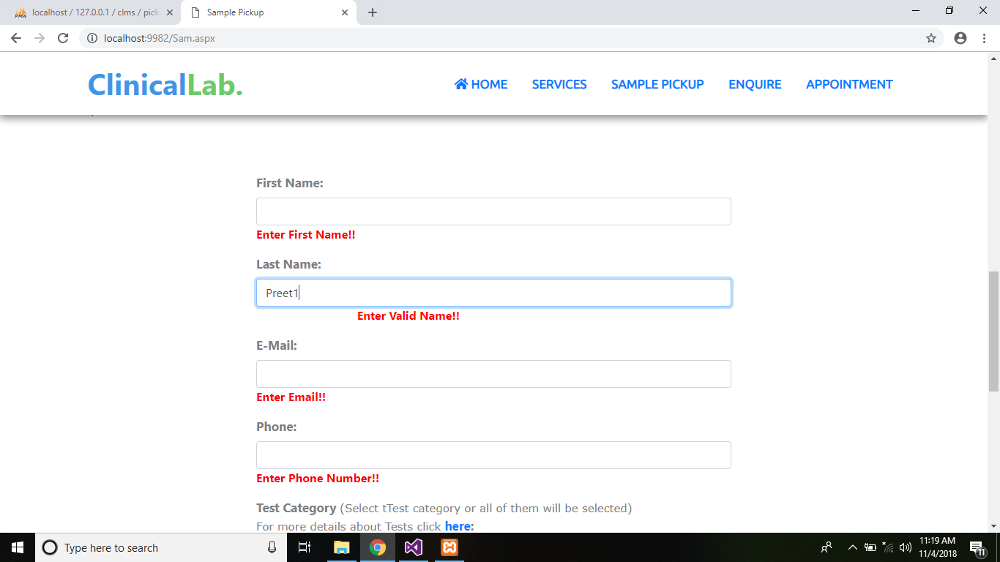 localhost / 127.0.0.1 / clms / pick
Sample Pickup
localhost:9982/Sam.aspx
ClinicalLab.
HOME SERVICES SAMPLE PICKUP ENQUIRE APPOINTMENT
First Name:
Enter First Name!!
Last Name:
Preet1
Enter Valid Name!!
E-Mail:
Enter Email!!
Phone:
Enter Phone Number!!
Test Category (Select tTest category or all of them will be selected)
For more details about Tests click here:
Type here to search
11:19 AM
11/4/2018
11